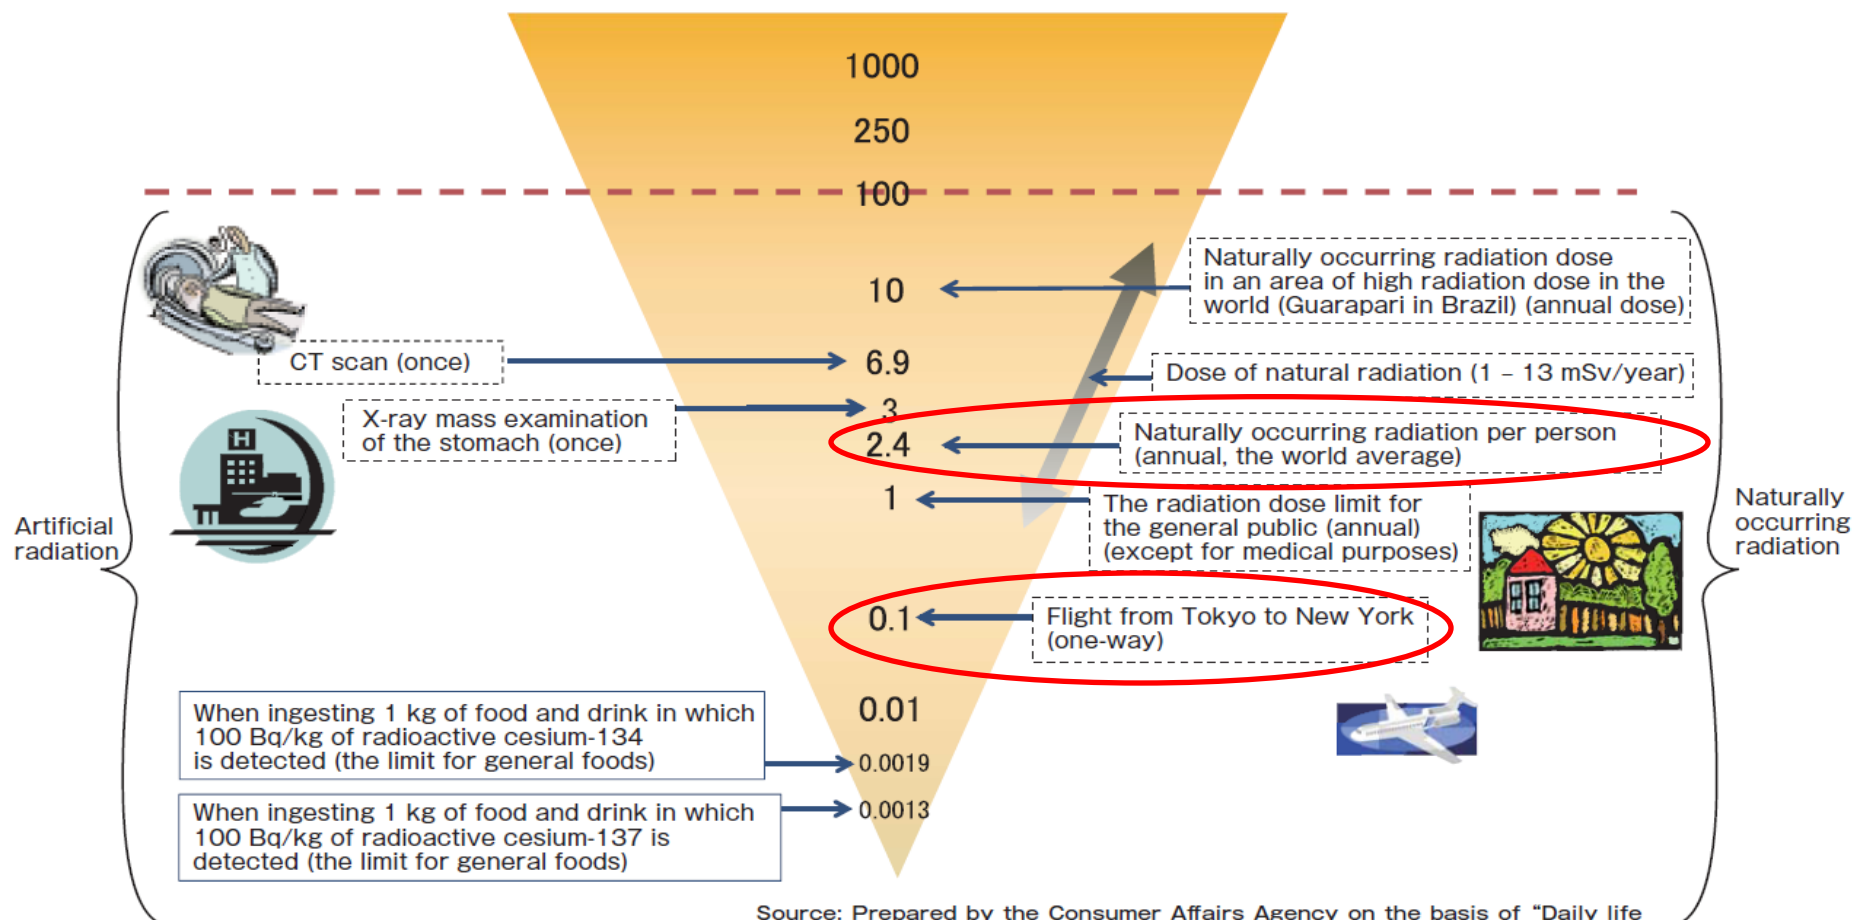 1000
250
100
Naturally occurring radiation dose
in an area of high radiation dose in the
world (Guarapari in Brazil) (annual dose)
10
CT scan (once)
6.9
Dose of natural radiation (1 – 13 mSv/year)
X-ray mass examination
of the stomach (once)
3
2.4
Naturally occurring radiation per person
(annual, the world average)
H
1
The radiation dose limit for
the general public (annual)
(except for medical purposes)
Artificial
radiation
Naturally
occurring
radiation
0.1
Flight from Tokyo to New York
(one-way)
When ingesting 1 kg of food and drink in which
100 Bq/kg of radioactive cesium-134
is detected (the limit for general foods)
0.01
0.0019
When ingesting 1 kg of food and drink in which
100 Bq/kg of radioactive cesium-137 is
detected (the limit for general foods)
0.0013
Source: Prepared by the Consumer Affairs Agency on the basis of "Daily life